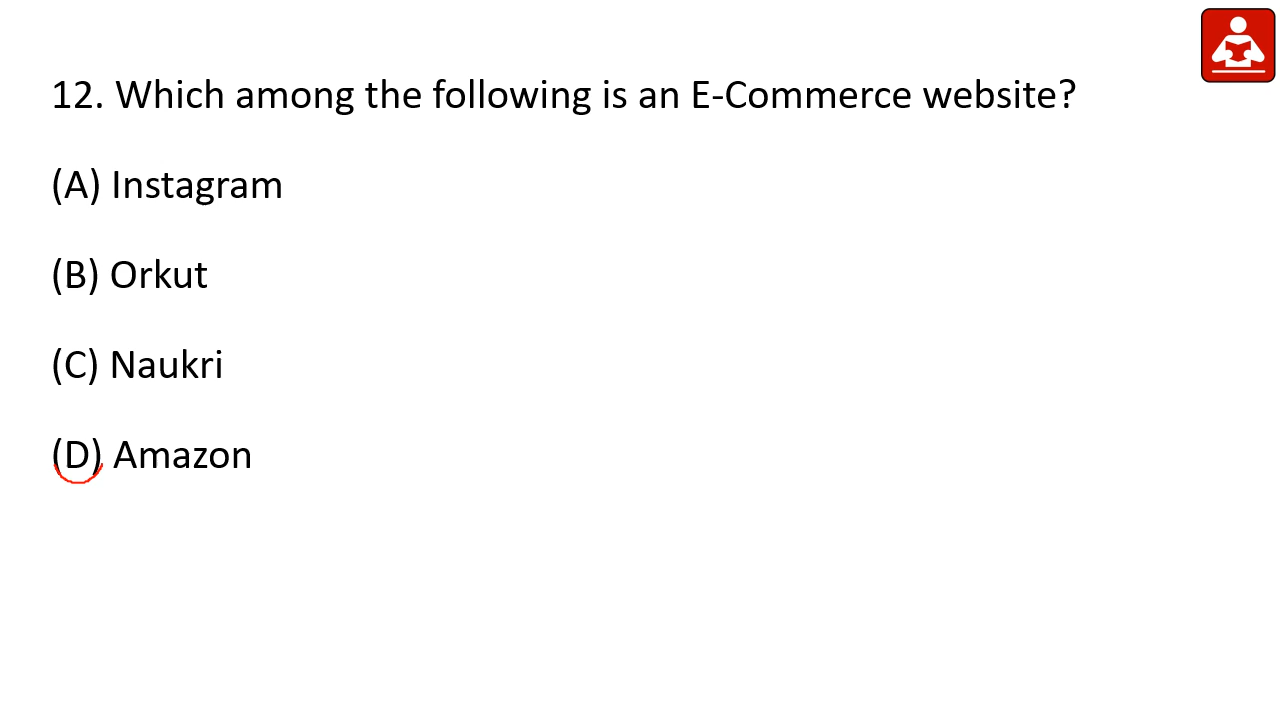 12. Which among the following is an E-Commerce website?
(A) Instagram
(B) Orkut
(C) Naukri
(D) Amazon